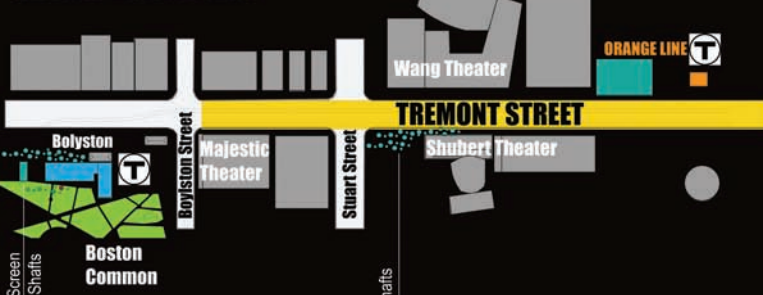 ORANGE LINE T
Wang Theater
TREMONT STREET
Bolyston
T
Boylston Street
Majestic
Theater
Stuart Street
Shubert Theater
Boston
Common
Screen
Shafts